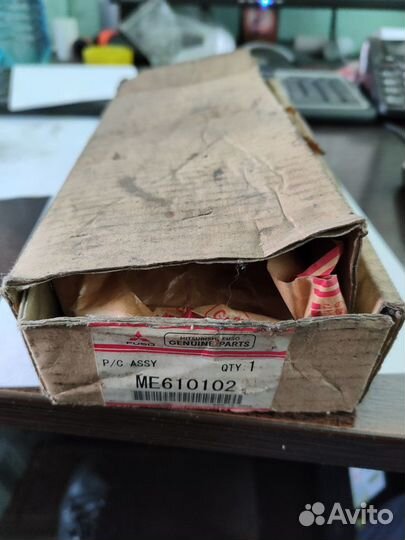 FUSO
MITSUBISHI FUSO
GENUINE PARTS
P/C ASSY QTY 1
ME610102
Avito